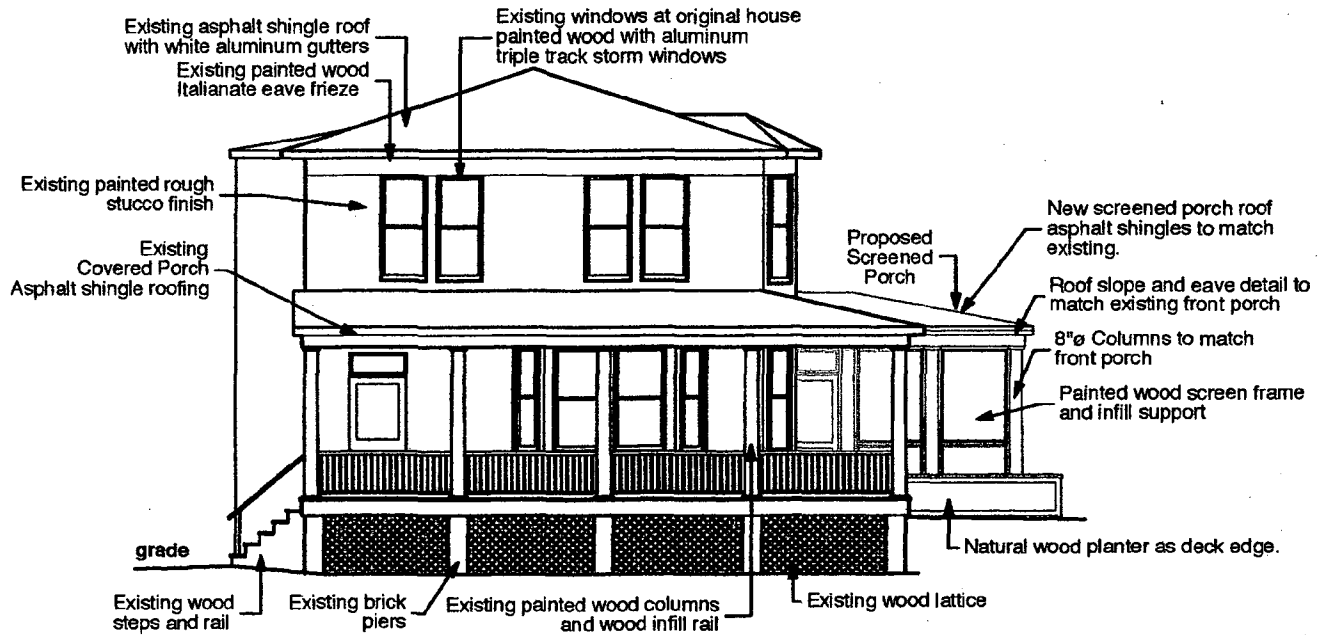 Existing asphalt shingle roof
with white aluminum gutters
Existing windows at original house
painted wood with aluminum
triple track storm windows
Existing painted wood
Italianate eave frieze
Existing painted rough
stucco finish
Existing
Covered Porch
Asphalt shingle roofing
Proposed
Screened
Porch
New screened porch roof
asphalt shingles to match
existing.
Roof slope and eave detail to
match existing front porch
8"ø Columns to match
front porch
Painted wood screen frame
and infill support
Natural wood planter as deck edge.
grade
Existing wood
steps and rail
Existing brick
piers
Existing painted wood columns
and wood infill rail
Existing wood lattice